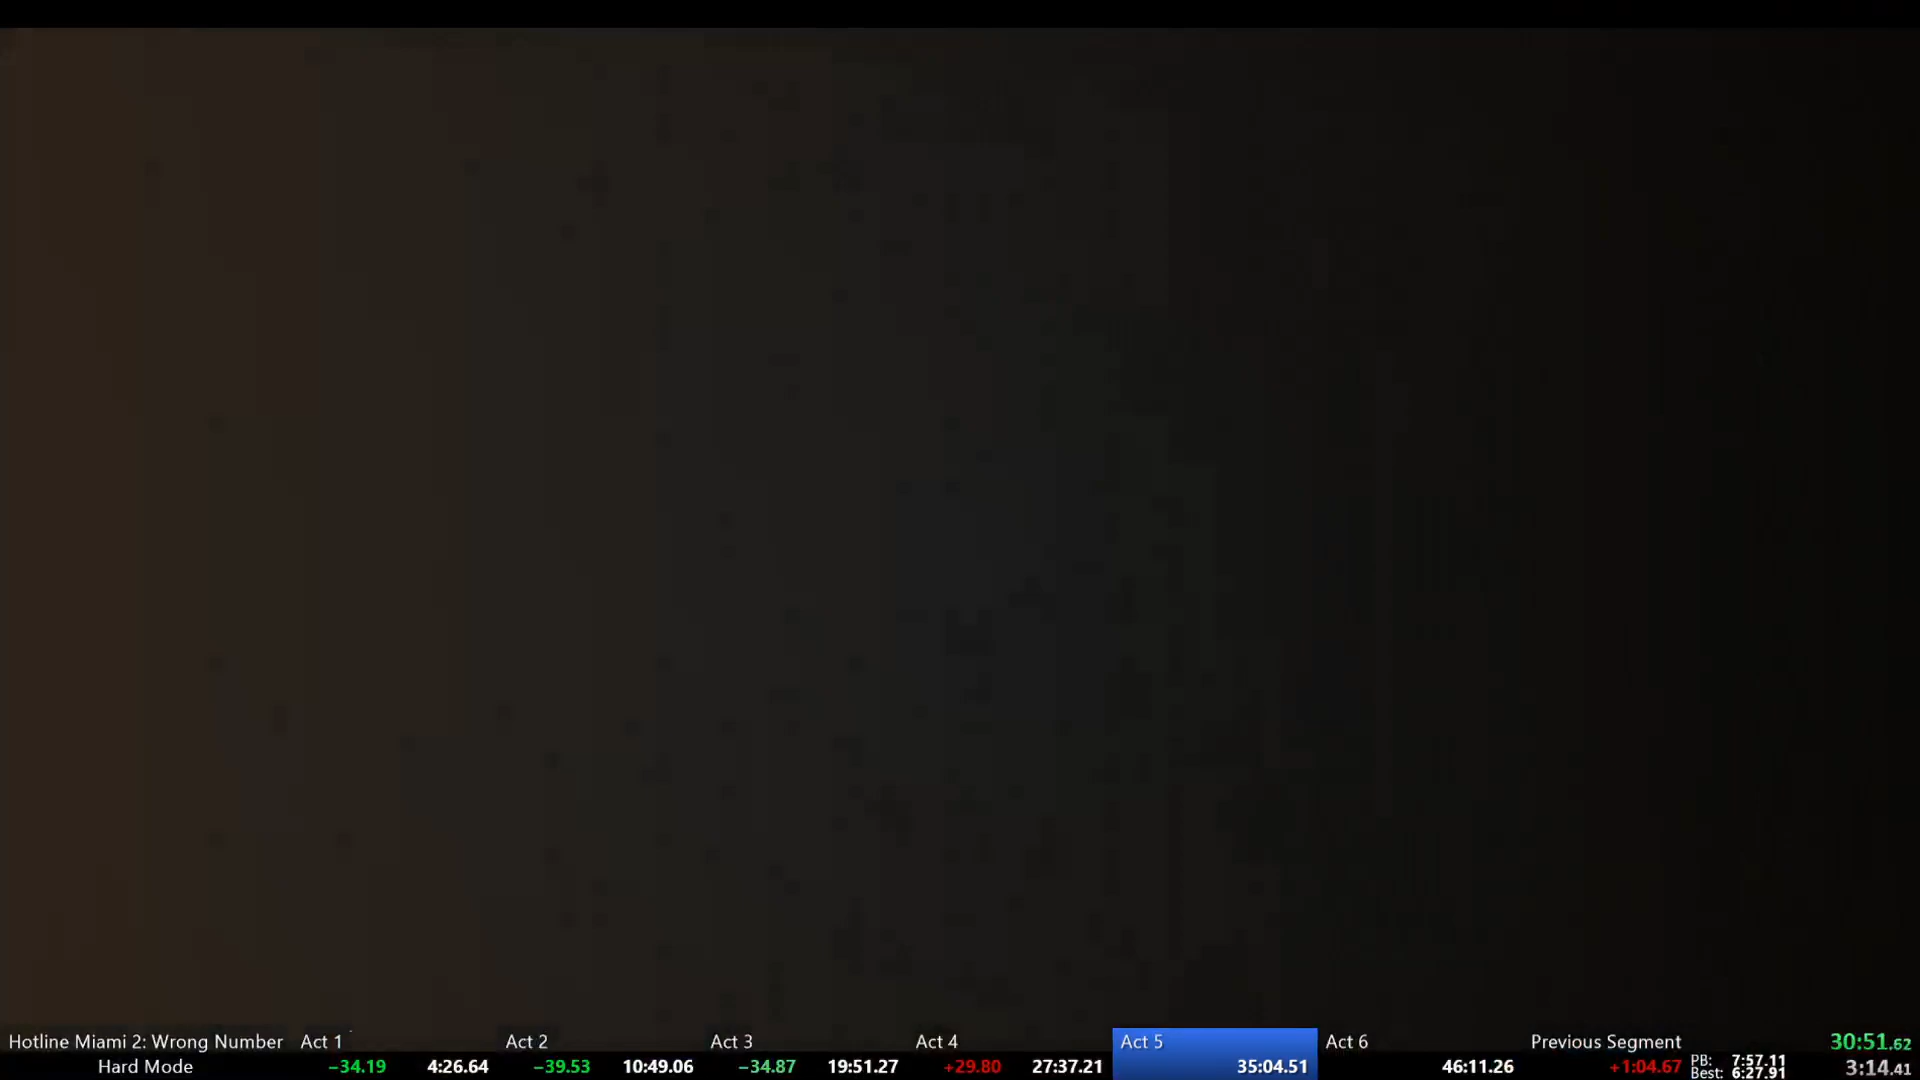 Hotline Miami 2: Wrong Number Act 1 Act 2 Act 3 Act 4 Act 5 Act 6 Previous Segment 30:51.62
Hard Mode −34.19 4:26.64 −39.53 10:49.06 −34.87 19:51.27 +29.80 27:37.21 35:04.51 46:11.26 +1:04.67 PB: 7:57.11 3:14.41
Best: 6:27.91